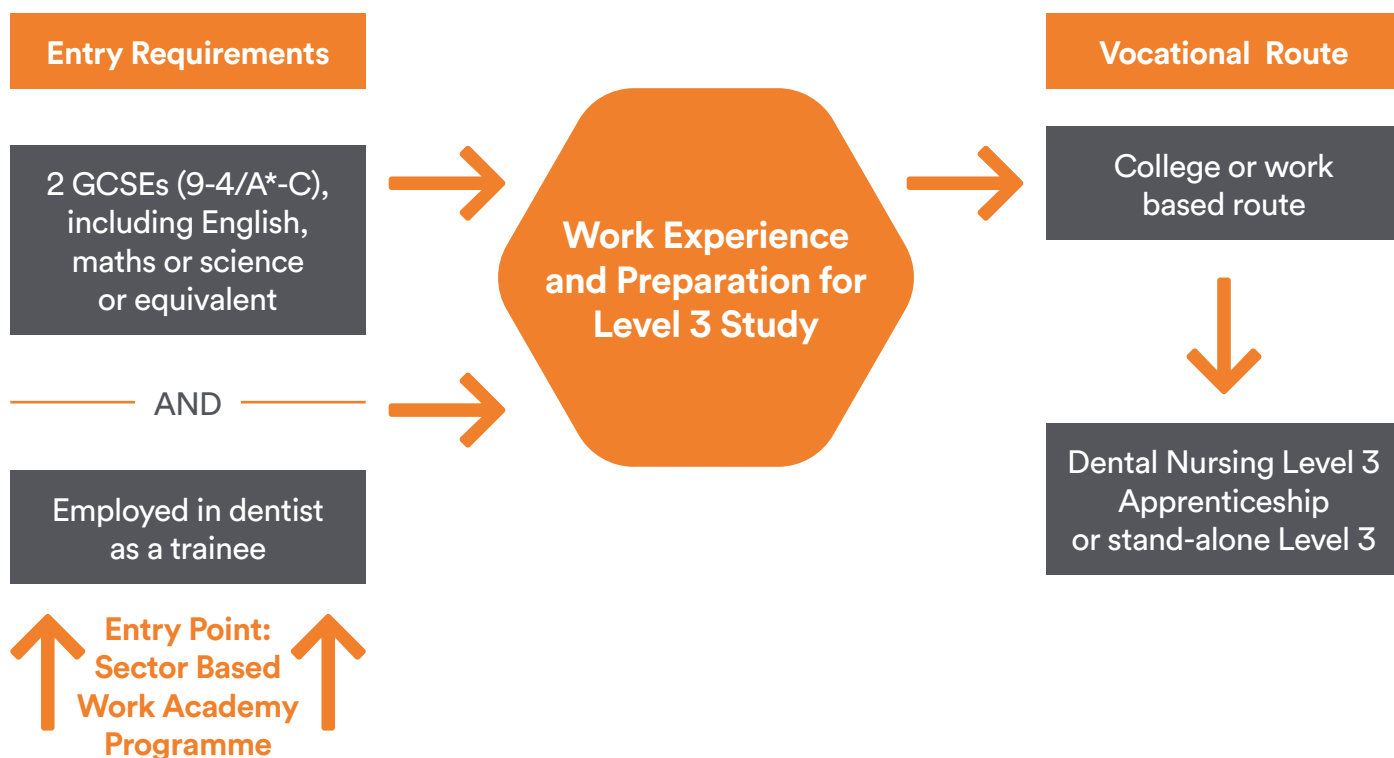 Entry Requirements
2 GCSEs (9-4/A*-C),
including English,
maths or science
or equivalent
AND
Employed in dentist
as a trainee
Entry Point:
Sector Based
Work Academy
Programme
Work Experience
and Preparation for
Level 3 Study
Vocational Route
College or work
based route
Dental Nursing Level 3
Apprenticeship
or stand-alone Level 3